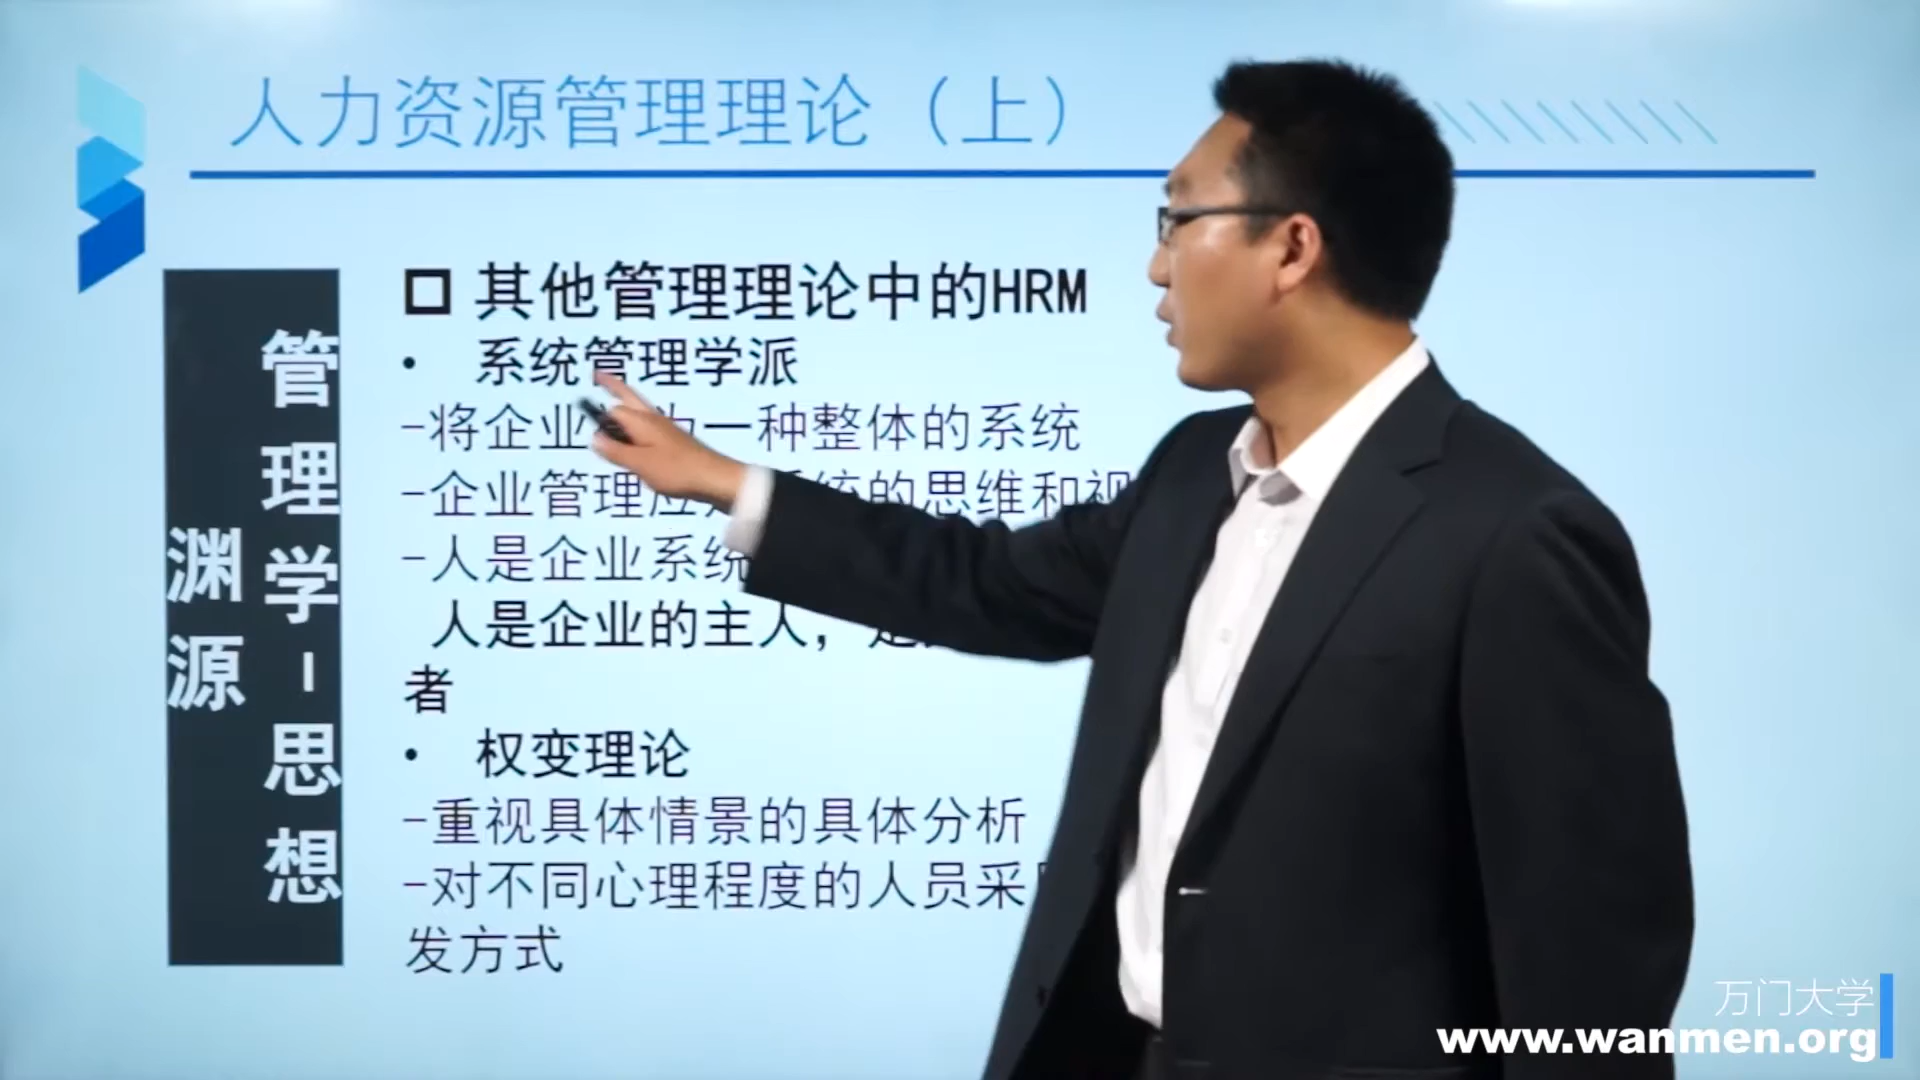 人力资源管理理论（上）
管理学-思想
渊源
□ 其他管理理论中的HRM
• 系统管理学派
-将企业 为一种整体的系统
-企业管理应 统的思维和视
-人是企业系统
人是企业的主人，
者
• 权变理论
-重视具体情景的具体分析
-对不同心理程度的人员采
发方式
万门大学
www.wanmen.org